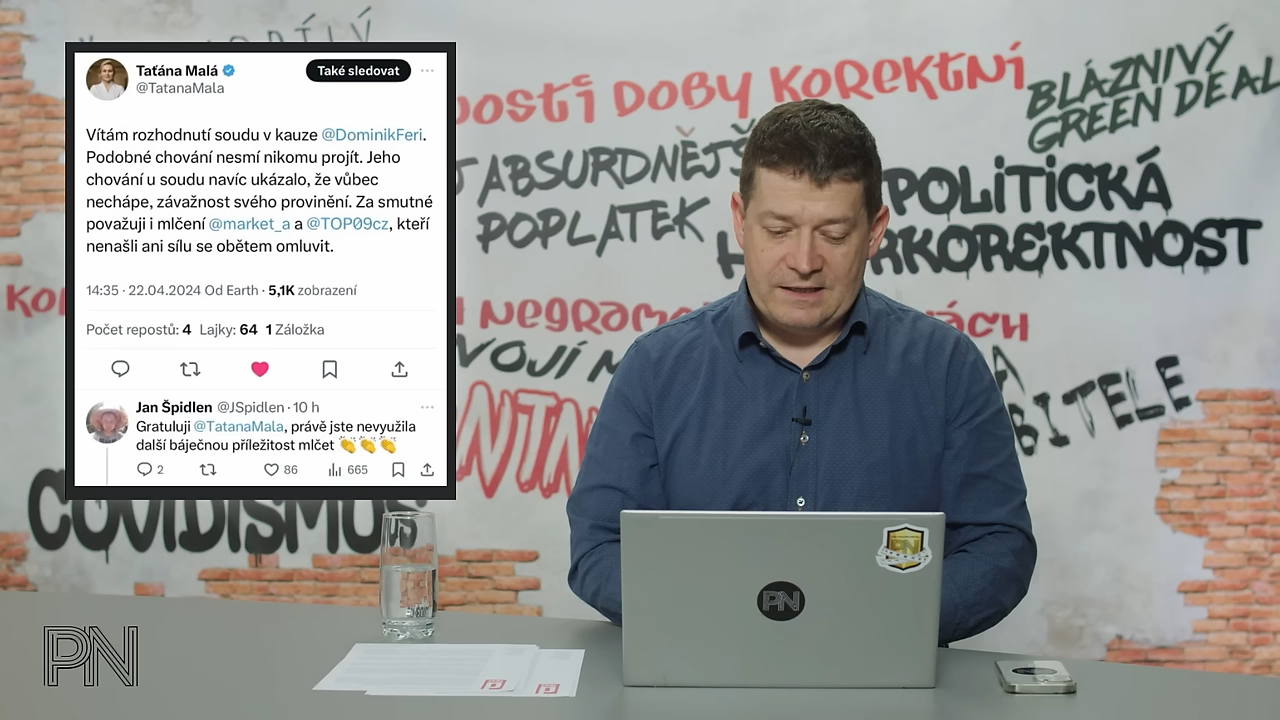 Taťána Malá
@TatanaMala
Také sledovat
Vítám rozhodnutí soudu v kauze @DominikFeri.
Podobné chování nesmí nikomu projít. Jeho
chování u soudu navíc ukázalo, že vůbec
nechápe, závažnost svého provinění. Za smutné
považuji i mlčení @market_a a @TOP09cz, kteří
nenašli ani sílu se obětem omluvit.
14:35 · 22.04.2024 Od Earth · 5,1K zobrazení
Počet repostů: 4 Lajky: 64 1 Záložka
Jan Špidlen @JSpidlen · 10 h
Gratuluji @TatanaMala, právě jste nevyužila
další báječnou příležitost mlčet 👏👏👏
2 86 665
DOBY KOREKTNÍ
BLÁZNIVÝ
GREEN DEAL
POPLATEK
POLITICKÁ
COVIDISMUS
PN
PN
PN